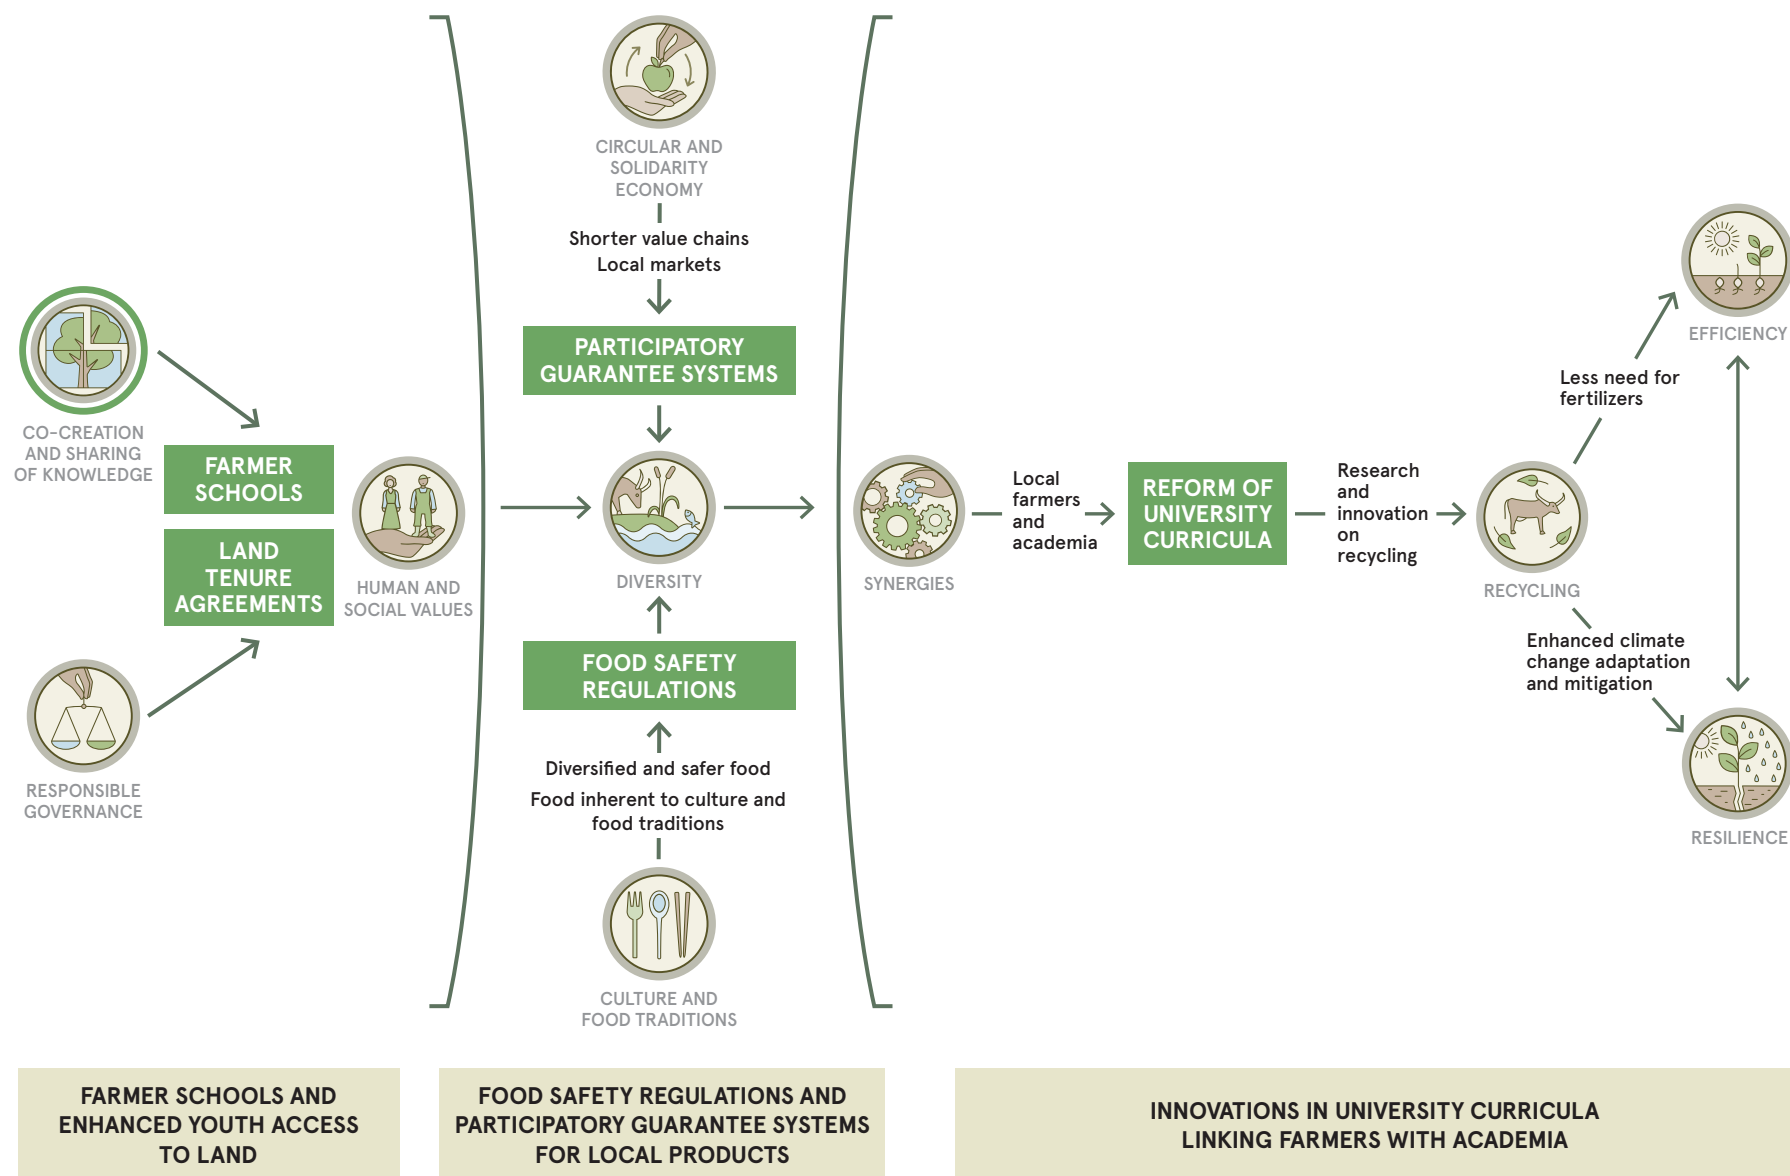 CO-CREATION
AND SHARING
OF KNOWLEDGE
FARMER
SCHOOLS
LAND
TENURE
AGREEMENTS
RESPONSIBLE
GOVERNANCE
HUMAN AND
SOCIAL VALUES
CIRCULAR AND
SOLIDARITY
ECONOMY
Shorter value chains
Local markets
PARTICIPATORY
GUARANTEE SYSTEMS
DIVERSITY
FOOD SAFETY
REGULATIONS
Diversified and safer food
Food inherent to culture and
food traditions
CULTURE AND
FOOD TRADITIONS
SYNERGIES
Local
farmers
and
academia
REFORM OF
UNIVERSITY
CURRICULA
Research
and
innovation
on
recycling
RECYCLING
Less need for
fertilizers
EFFICIENCY
Enhanced climate
change adaptation
and mitigation
RESILIENCE
FARMER SCHOOLS AND
ENHANCED YOUTH ACCESS
TO LAND
FOOD SAFETY REGULATIONS AND
PARTICIPATORY GUARANTEE SYSTEMS
FOR LOCAL PRODUCTS
INNOVATIONS IN UNIVERSITY CURRICULA
LINKING FARMERS WITH ACADEMIA